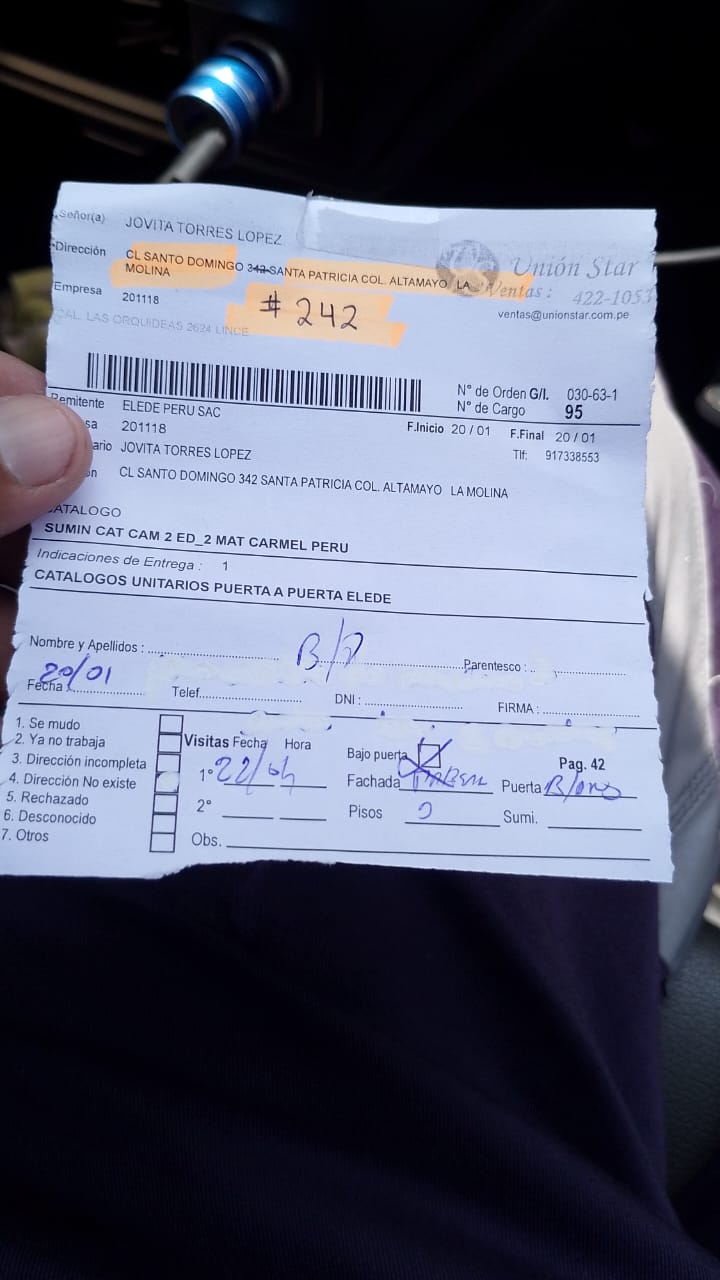 Señor(a) JOVITA TORRES LOPEZ
Dirección CL SANTO DOMINGO 342 SANTA PATRICIA COL. ALTAMAYO LA
MOLINA
Unión Star
Ventas: 422-1053
ventas@unionstar.com.pe
Empresa 201118
# 242
CAL. LAS ORQUIDEAS 2624 LINCE
N° de Orden G/I. 030-63-1
N° de Cargo 95
Remitente ELEDE PERU SAC
sa 201118
F.Inicio 20 / 01 F.Final 20 / 01
ario JOVITA TORRES LOPEZ
Tlf: 917338553
ón CL SANTO DOMINGO 342 SANTA PATRICIA COL. ALTAMAYO LA MOLINA
CATALOGO
SUMIN CAT CAM 2 ED_2 MAT CARMEL PERU
Indicaciones de Entrega : 1
CATALOGOS UNITARIOS PUERTA A PUERTA ELEDE
Nombre y Apellidos : B/P Parentesco :
Fecha : 20/01 Telef. DNI : FIRMA :
1. Se mudo
2. Ya no trabaja
3. Dirección incompleta
4. Dirección No existe
5. Rechazado
6. Desconocido
7. Otros
Visitas Fecha Hora
1° 22/
2°
Obs.
Bajo puerta
Fachada
Pisos
Pag. 42
Puerta
Sumi.